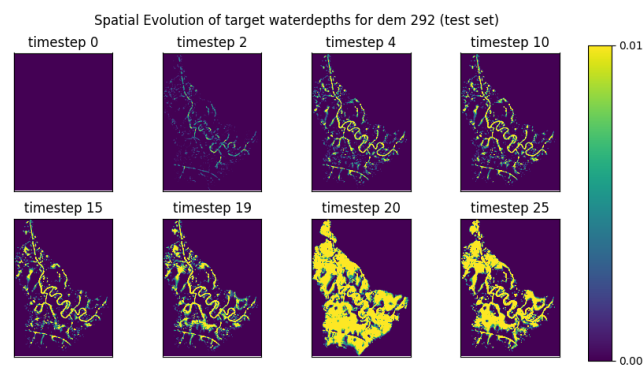 Spatial Evolution of target waterdepths for dem 292 (test set)
timestep 0
timestep 2
timestep 4
timestep 10
0.01
timestep 15
timestep 19
timestep 20
timestep 25
0.00